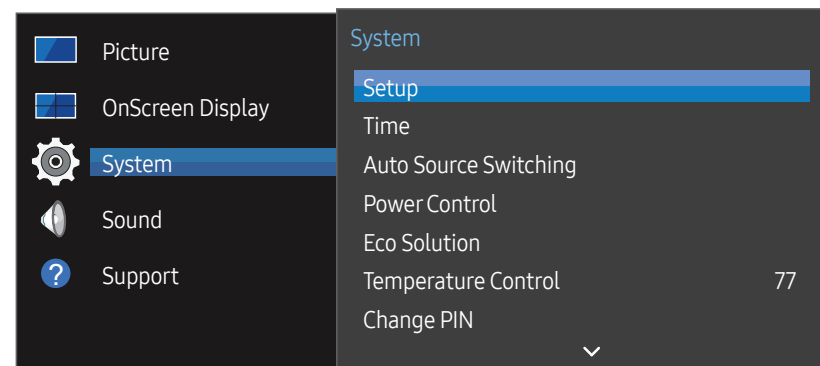 Picture
OnScreen Display
System
Sound
?
Support
System
Setup
Time
Auto Source Switching
Power Control
Eco Solution
Temperature Control 77
Change PIN